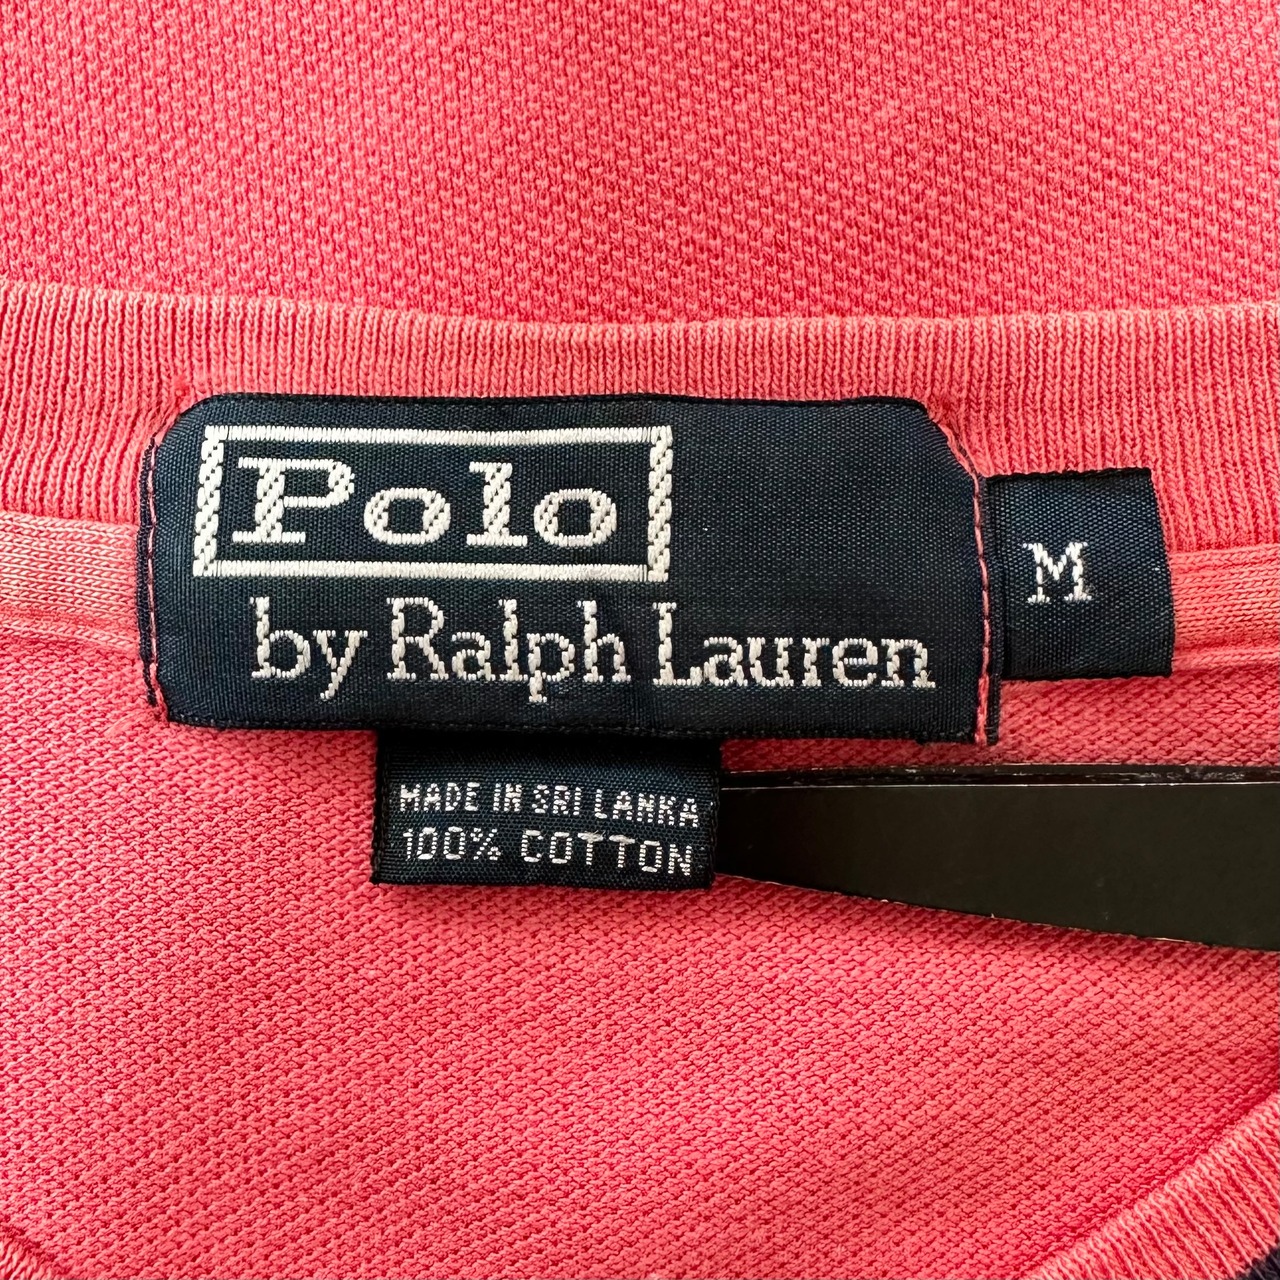 Polo
by Ralph Lauren
M
MADE IN SRI LANKA
100% COTTON